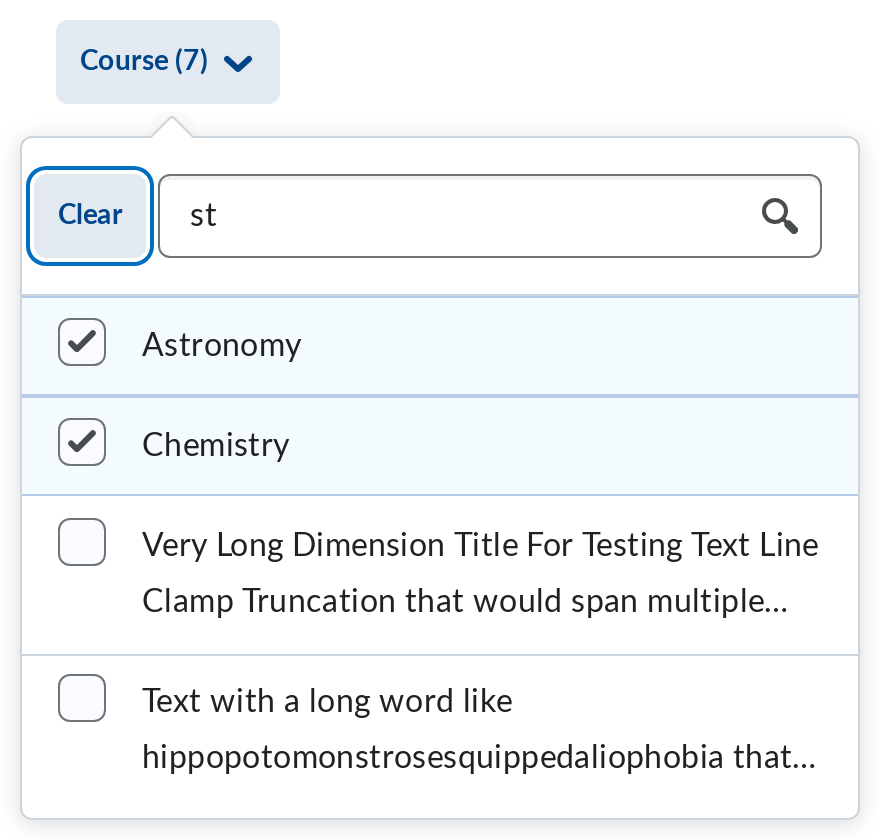 Course (7)
Clear
st
Astronomy
Chemistry
Very Long Dimension Title For Testing Text Line
Clamp Truncation that would span multiple...
Text with a long word like
hippopotomonstrosesquippedaliophobia that...